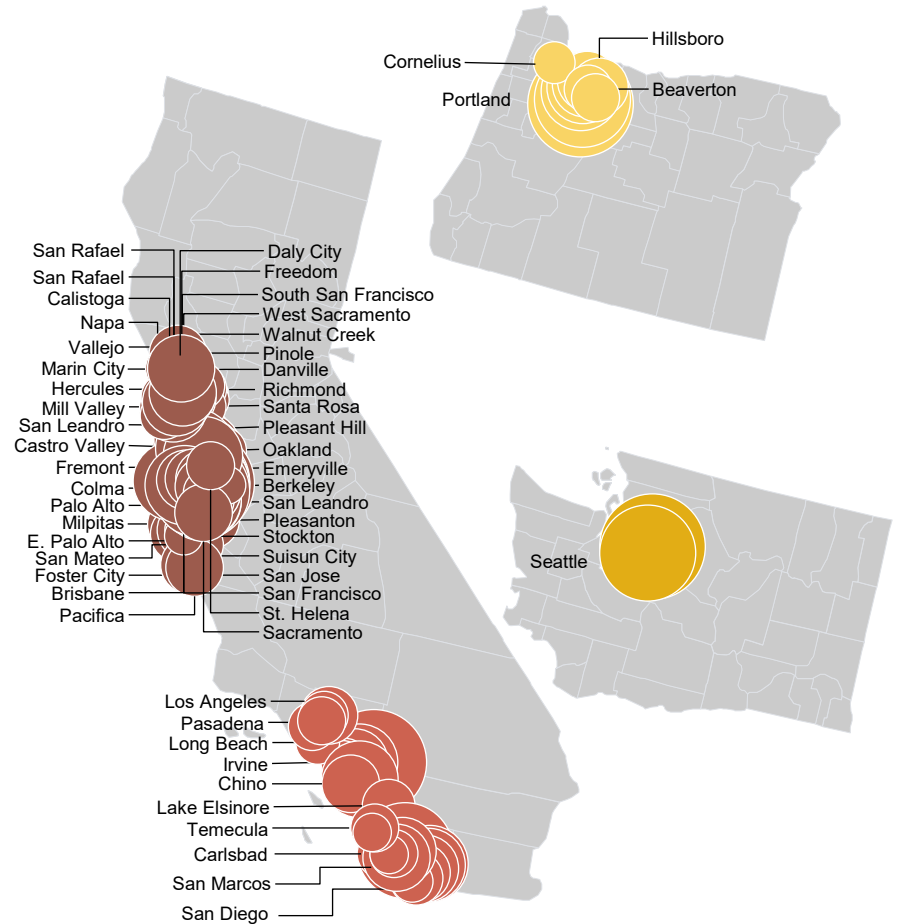 Hillsboro
Cornelius
Beaverton
Portland
San Rafael
Daly City
San Rafael
Freedom
Calistoga
South San Francisco
Napa
West Sacramento
Walnut Creek
Vallejo
Pinole
Marin City
Danville
Hercules
Richmond
Mill Valley
Santa Rosa
San Leandro
Pleasant Hill
Castro Valley
Oakland
Fremont
Emeryville
Colma
Berkeley
Palo Alto
San Leandro
Milpitas
Pleasanton
E. Palo Alto
Stockton
San Mateo
Suisun City
Foster City
San Jose
Brisbane
San Francisco
Pacifica
St. Helena
Sacramento
Seattle
Los Angeles
Pasadena
Long Beach
Irvine
Chino
Lake Elsinore
Temecula
Carlsbad
San Marcos
San Diego